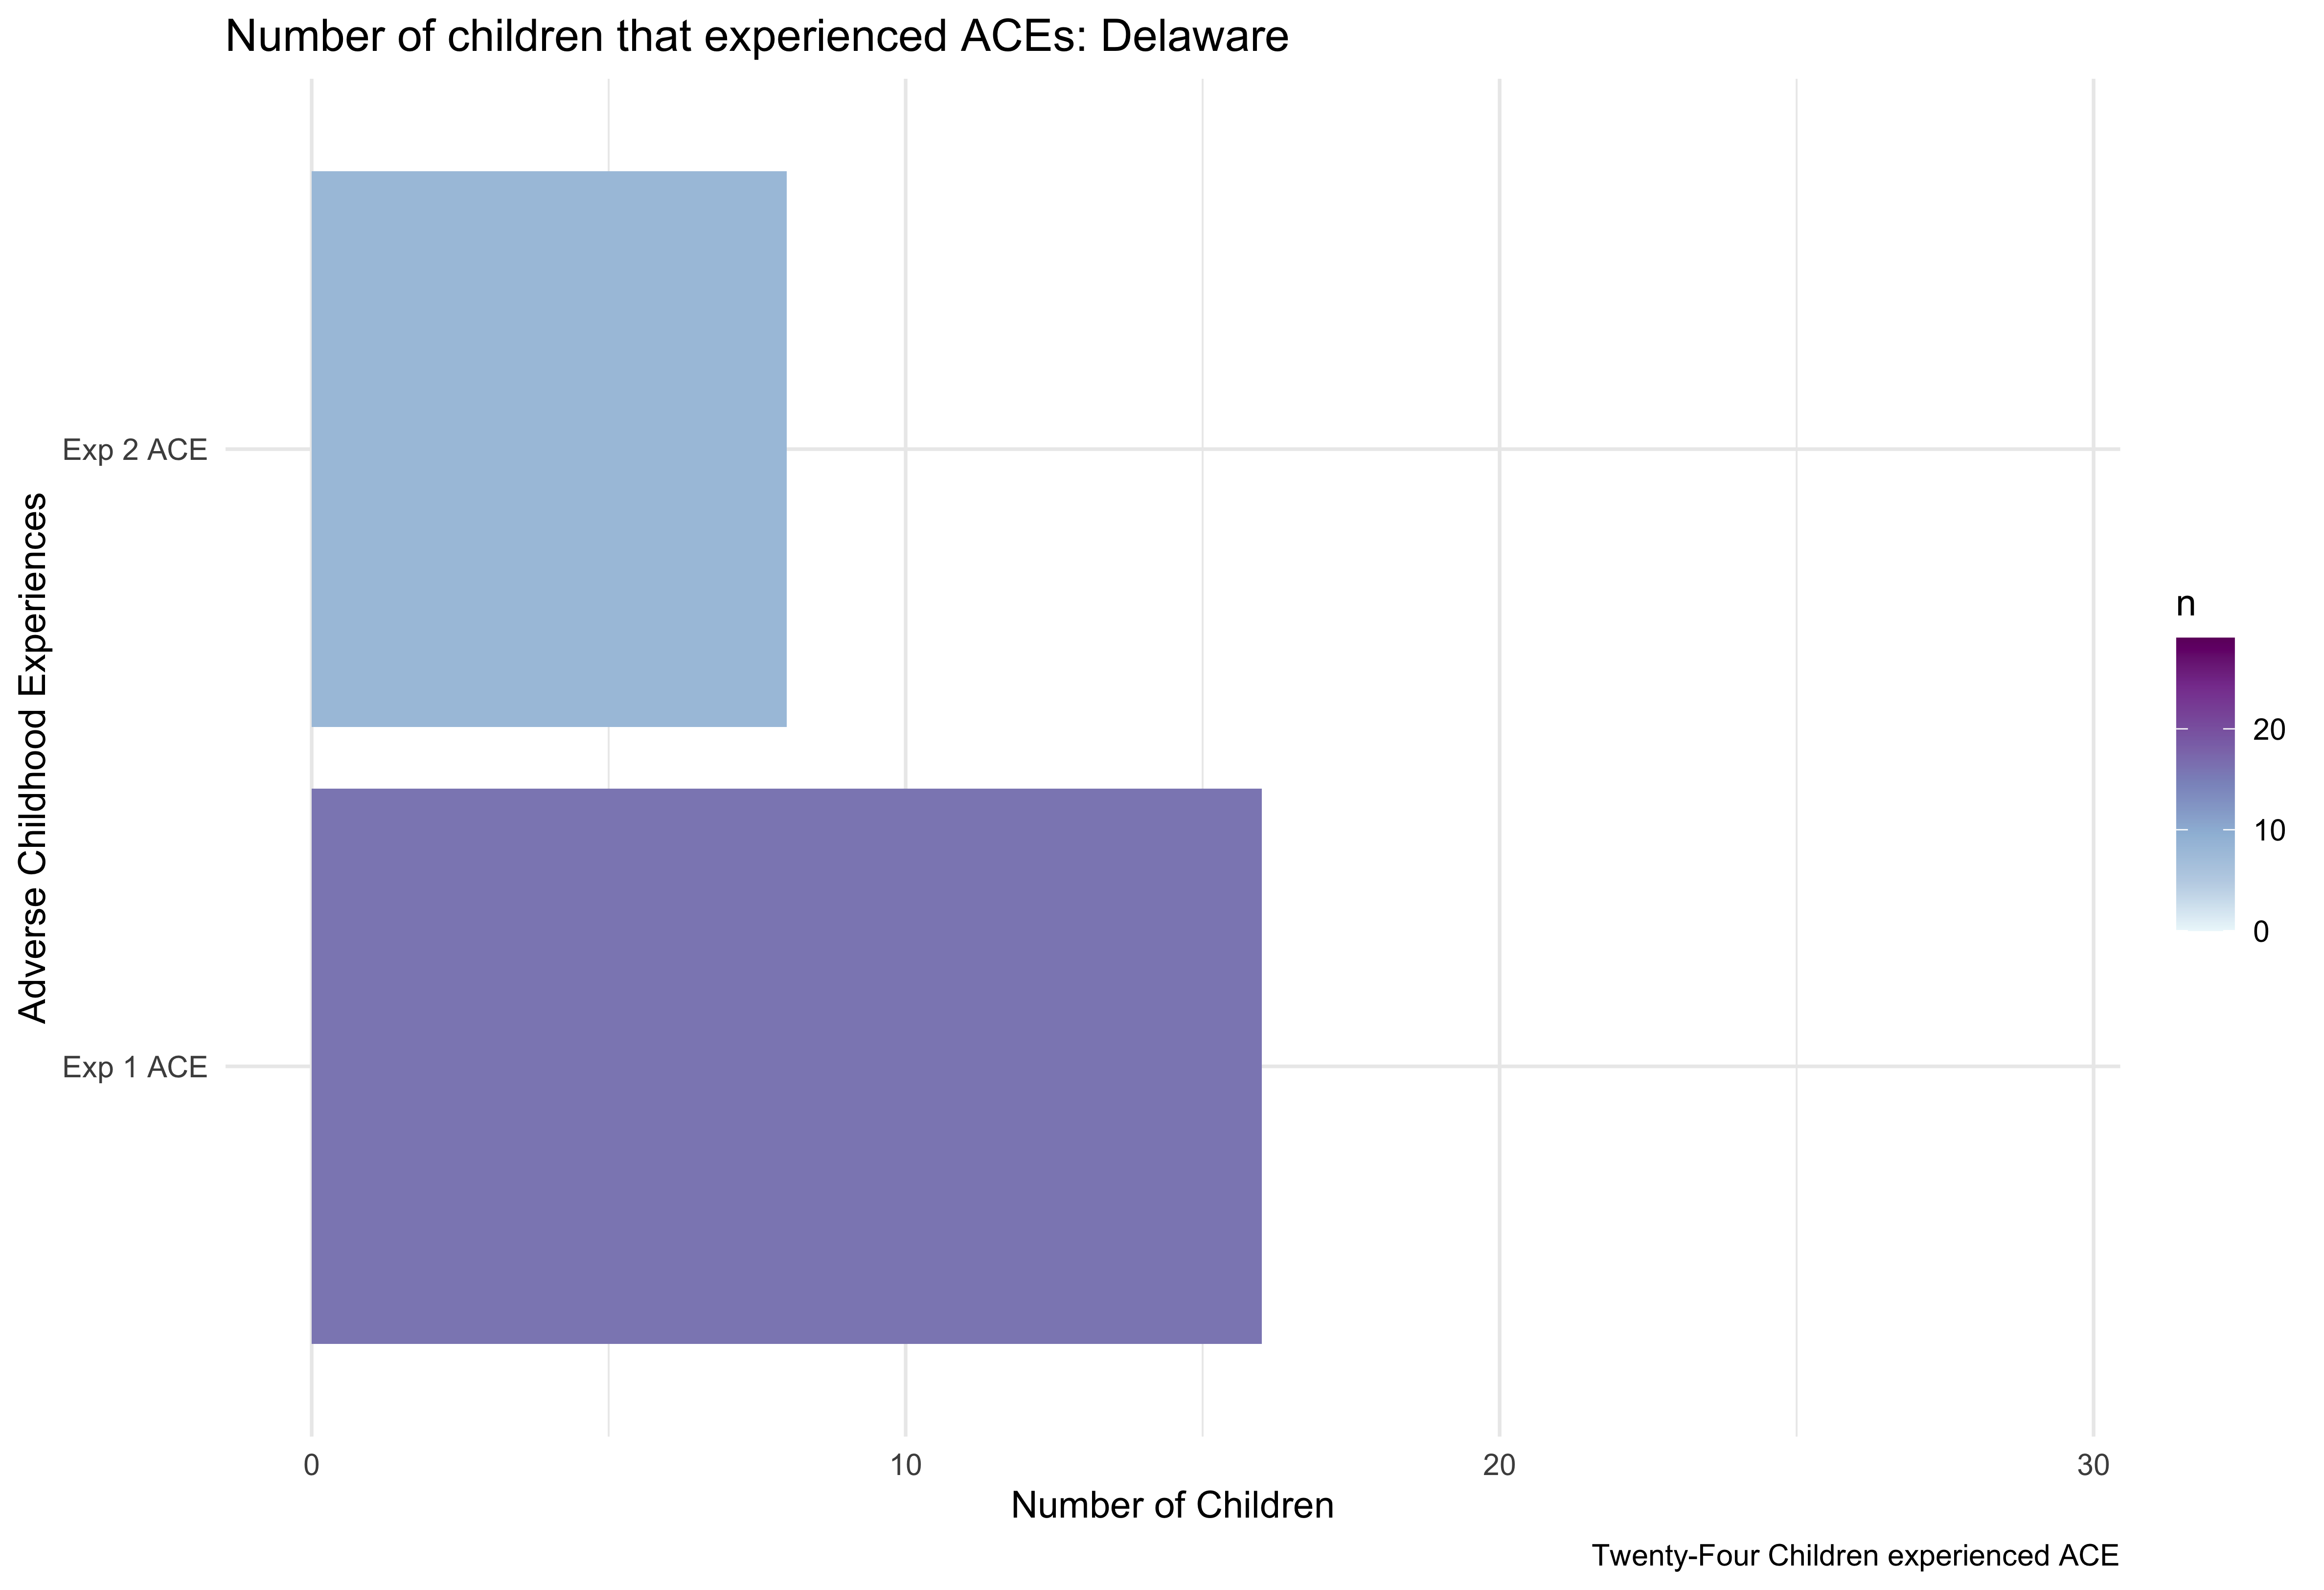 Number of children that experienced ACEs: Delaware
Adverse Childhood Experiences
Exp 2 ACE
Exp 1 ACE
0
10
20
30
Number of Children
n
20
10
0
Twenty-Four Children experienced ACE